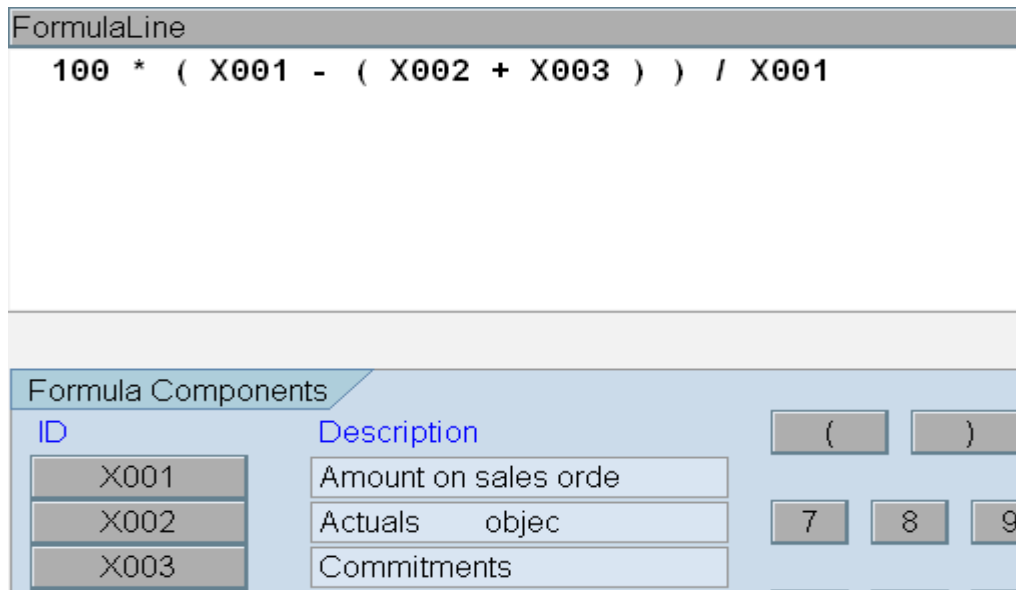 FormulaLine
100 * ( X001 - ( X002 + X003 ) ) / X001
Formula Components
ID Description ( )
X001 Amount on sales orde
X002 Actuals objec 7 8 9
X003 Commitments